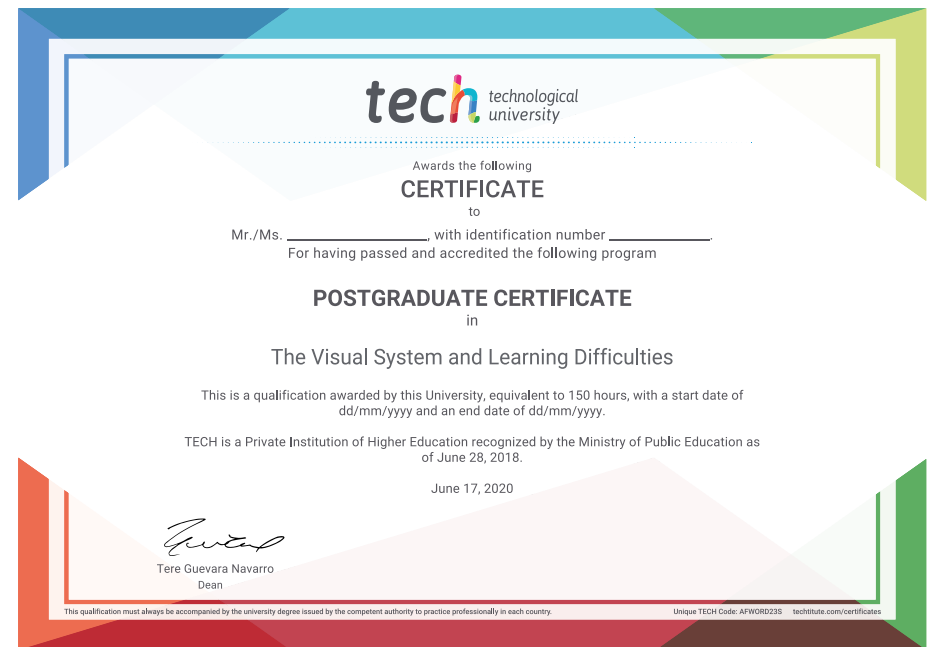 tech technological
university
Awards the following
CERTIFICATE
to
Mr./Ms. ____________________, with identification number ______________.
For having passed and accredited the following program
POSTGRADUATE CERTIFICATE
in
The Visual System and Learning Difficulties
This is a qualification awarded by this University, equivalent to 150 hours, with a start date of
dd/mm/yyyy and an end date of dd/mm/yyyy.
TECH is a Private Institution of Higher Education recognized by the Ministry of Public Education as
of June 28, 2018.
June 17, 2020
Tere Guevara Navarro
Dean
This qualification must always be accompanied by the university degree issued by the competent authority to practice professionally in each country.
Unique TECH Code: AFWORD23S techtitute.com/certificates